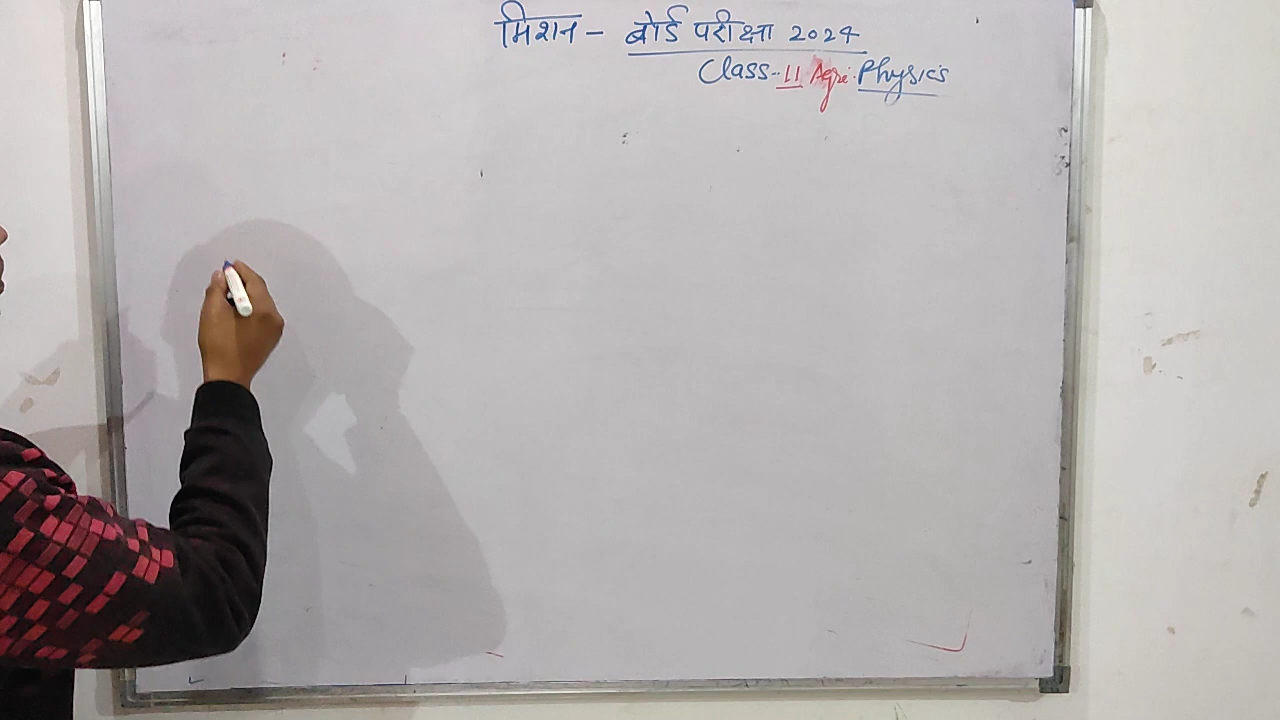 मिशन - बोर्ड परीक्षा 2024
Class-11 Agri. Physics